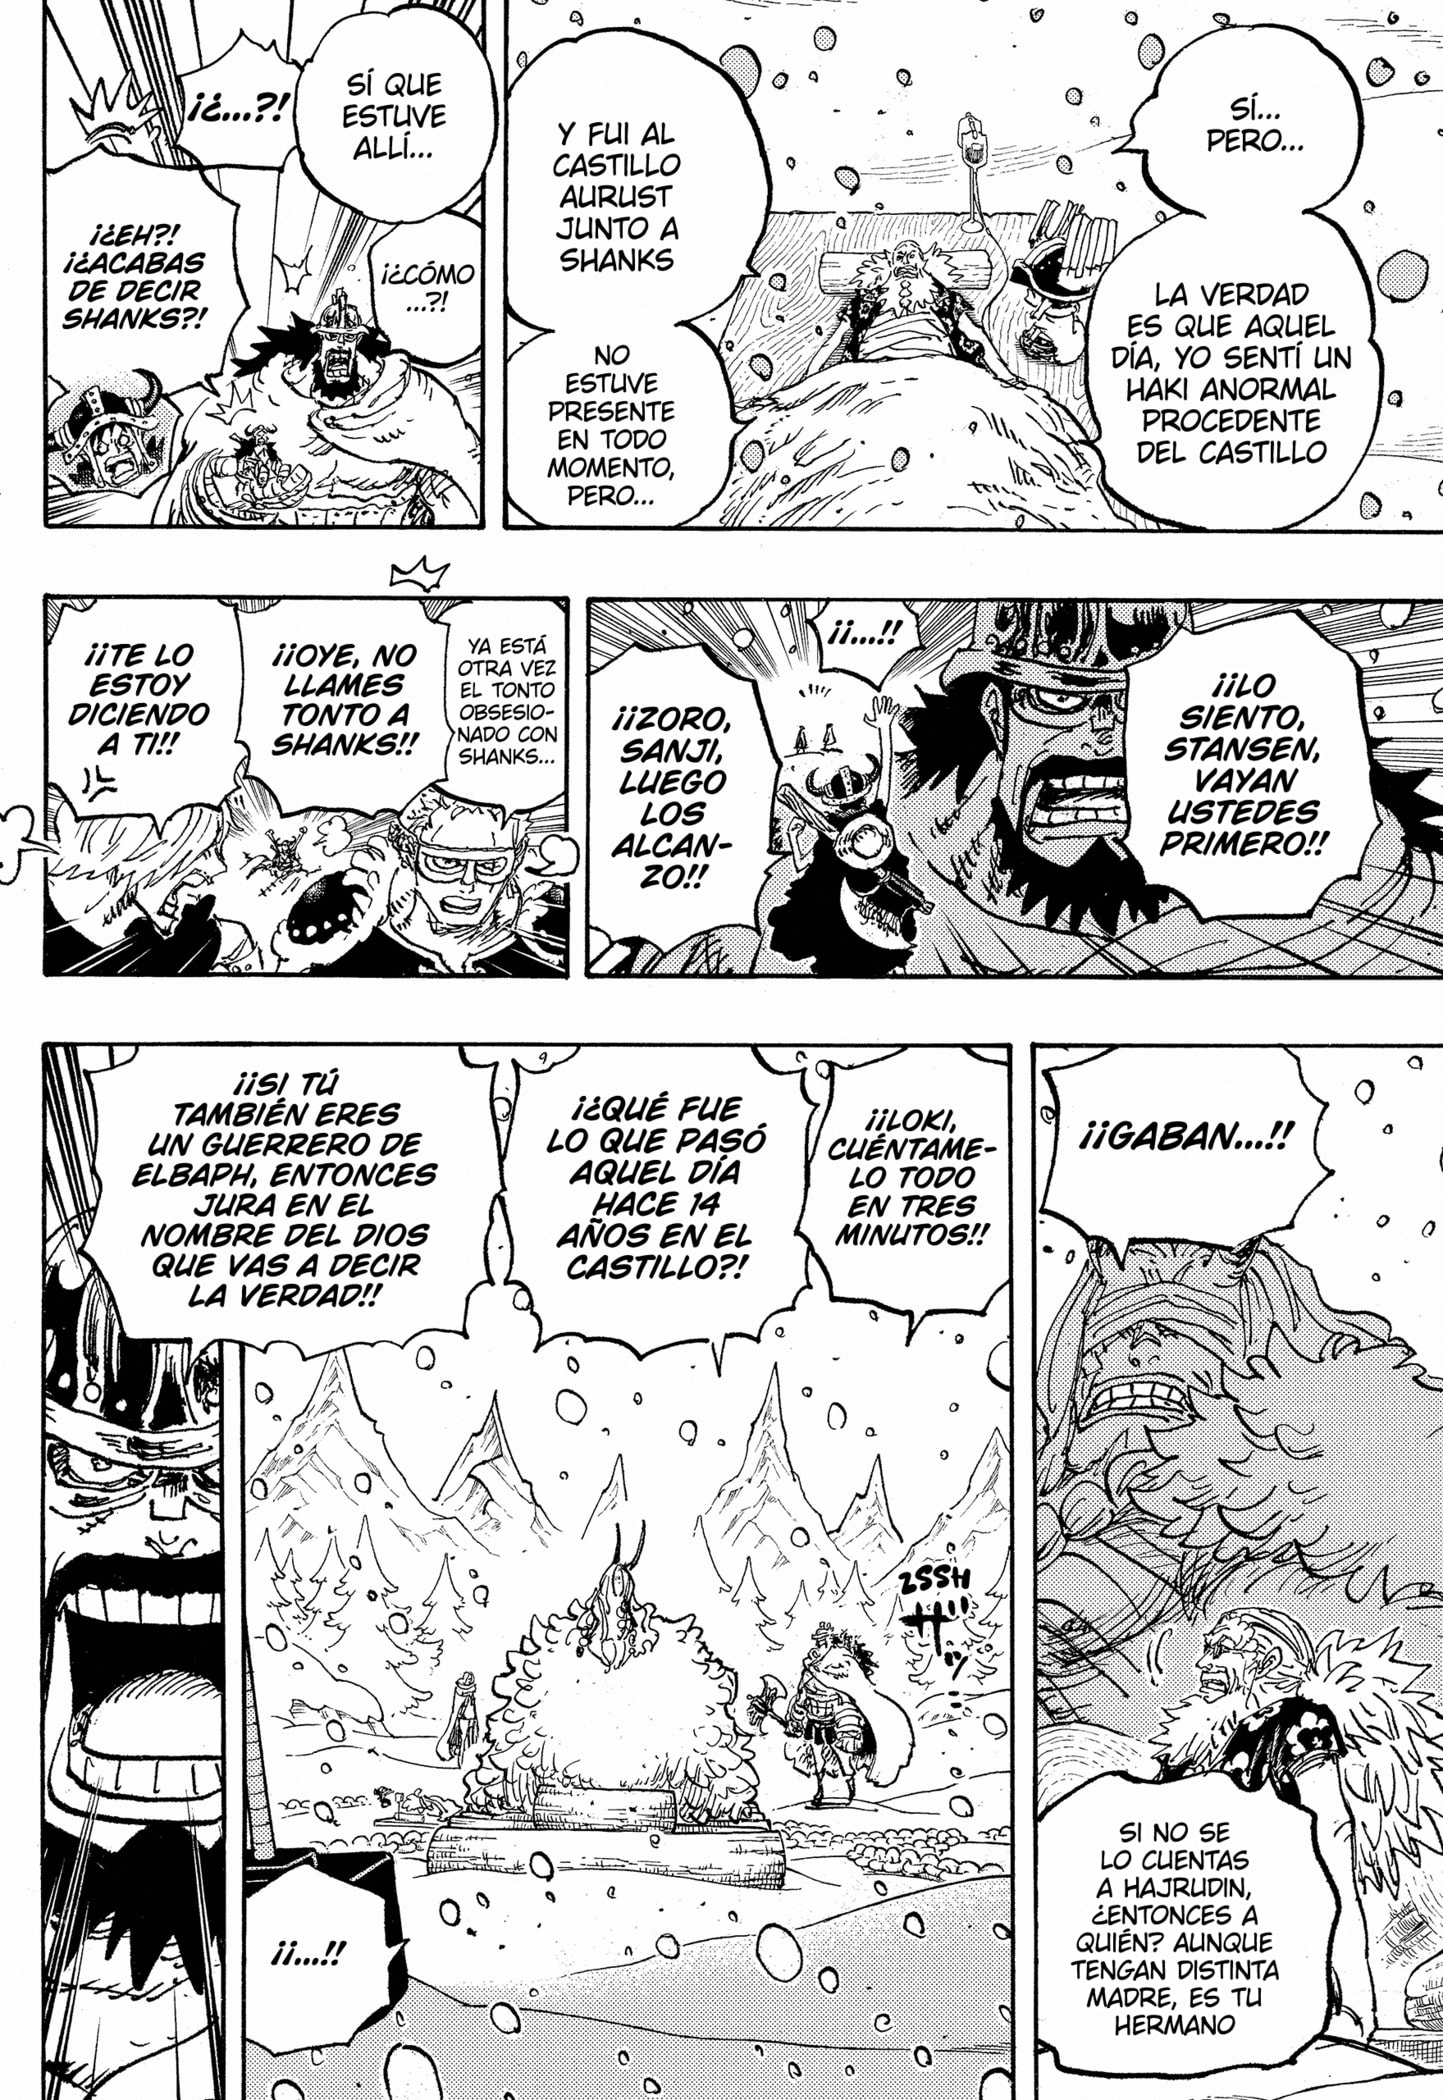 SÍ...
PERO...
LA VERDAD
ES QUE AQUEL
DÍA, YO SENTÍ UN
HAKI ANORMAL
PROCEDENTE
DEL CASTILLO
Y FUI AL
CASTILLO
AURUST
JUNTO A
SHANKS
NO
ESTUVE
PRESENTE
EN TODO
MOMENTO,
PERO...
SÍ QUE
ESTUVE
ALLÍ...
¡¿...?!
¡¿CÓMO
...?!
¡¿EH?!
¡¿ACABAS
DE DECIR
SHANKS?!
¡¡LO
SIENTO,
STANSEN,
VAYAN
USTEDES
PRIMERO!!
¡¡...!!
¡¡ZORO,
SANJI,
LUEGO
LOS
ALCAN-
ZO!!
YA ESTÁ
OTRA VEZ
EL TONTO
OBSESIO-
NADO CON
SHANKS...
¡¡OYE, NO
LLAMES
TONTO A
SHANKS!!
¡¡TE LO
ESTOY
DICIENDO
A TI!!
¡¡GABAN...!!
SI NO SE
LO CUENTAS
A HAJRUDIN,
¿ENTONCES A
QUIÉN? AUNQUE
TENGAN DISTINTA
MADRE, ES TU
HERMANO
¡¡LOKI,
CUÉNTAME-
LO TODO
EN TRES
MINUTOS!!
¡¿QUÉ FUE
LO QUE PASÓ
AQUEL DÍA
HACE 14
AÑOS EN EL
CASTILLO?!
¡¡SI TÚ
TAMBIÉN ERES
UN GUERRERO DE
ELBAPH, ENTONCES
JURA EN EL
NOMBRE DEL DIOS
QUE VAS A DECIR
LA VERDAD!!
ZSSH
ザッ...
¡¡...!!